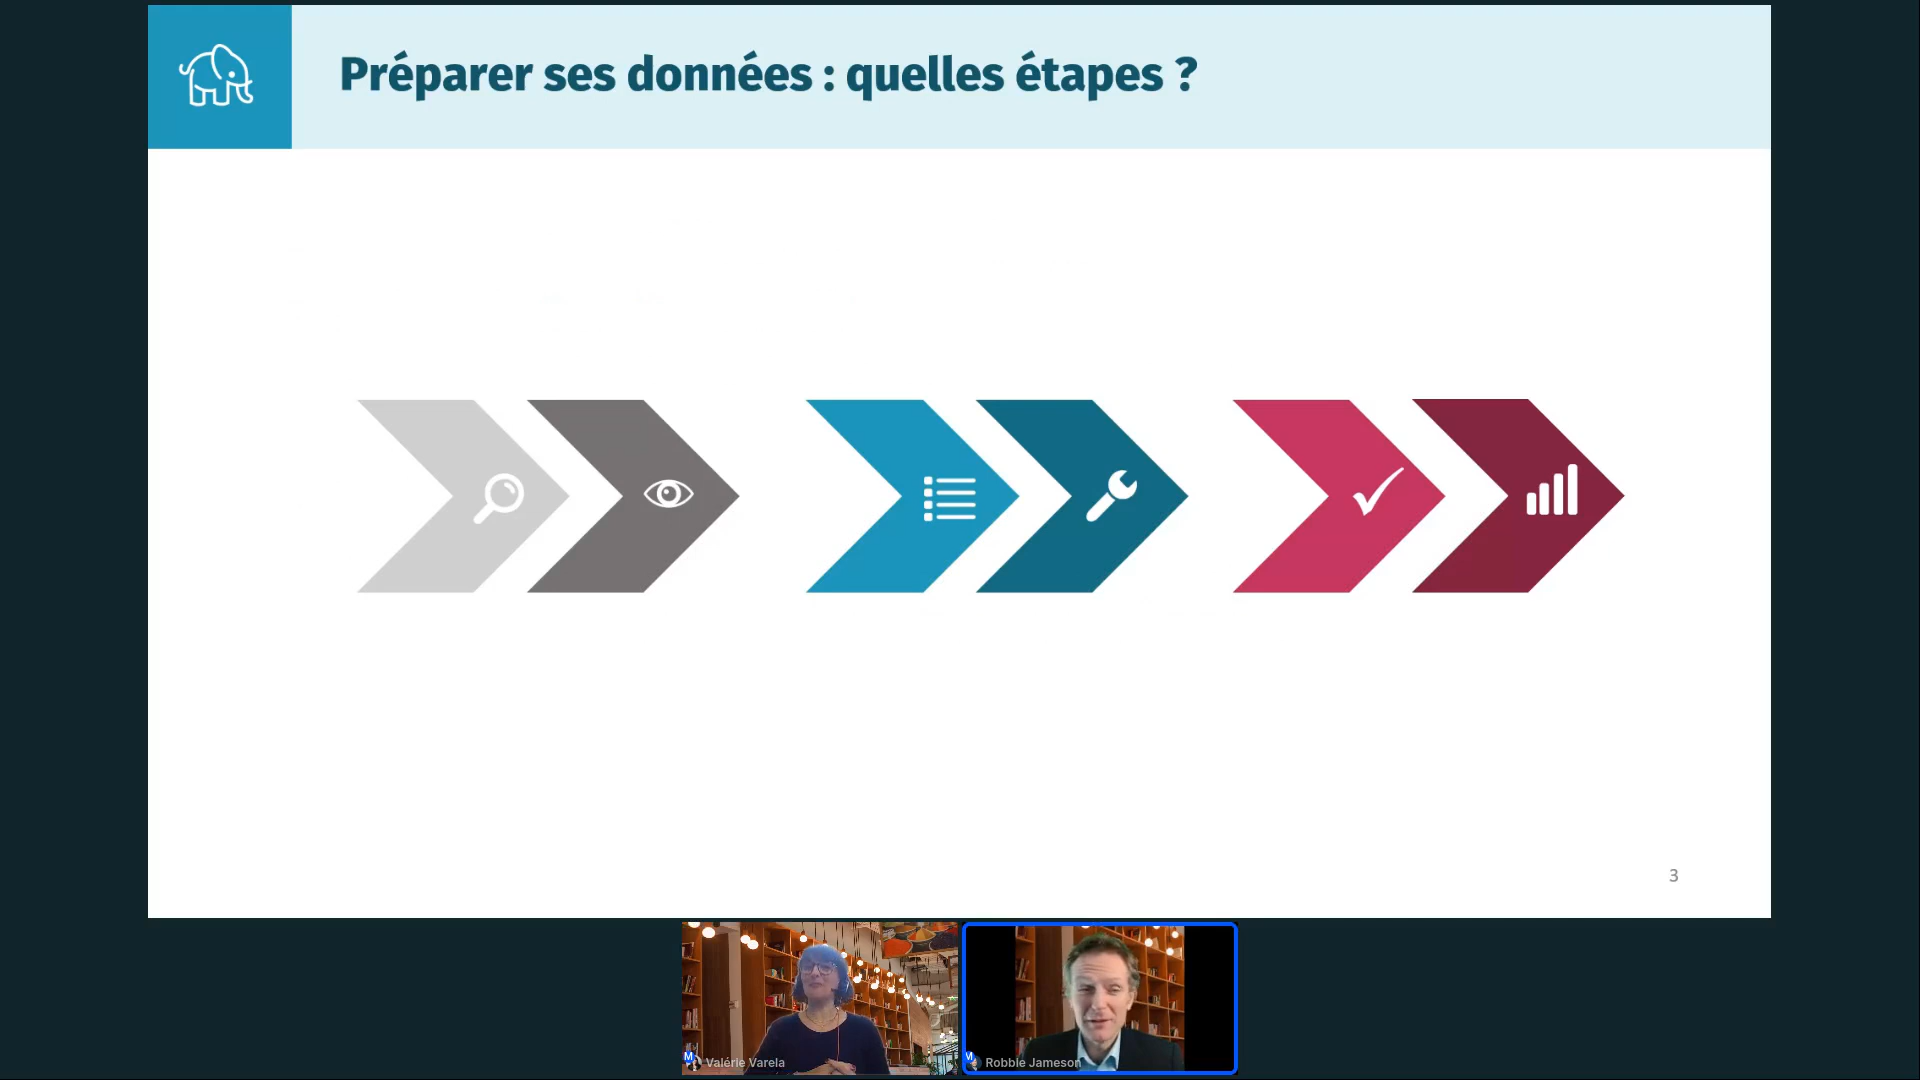 Préparer ses données : quelles étapes ?
3
M
Valérie Varela
M
Robbie Jameson